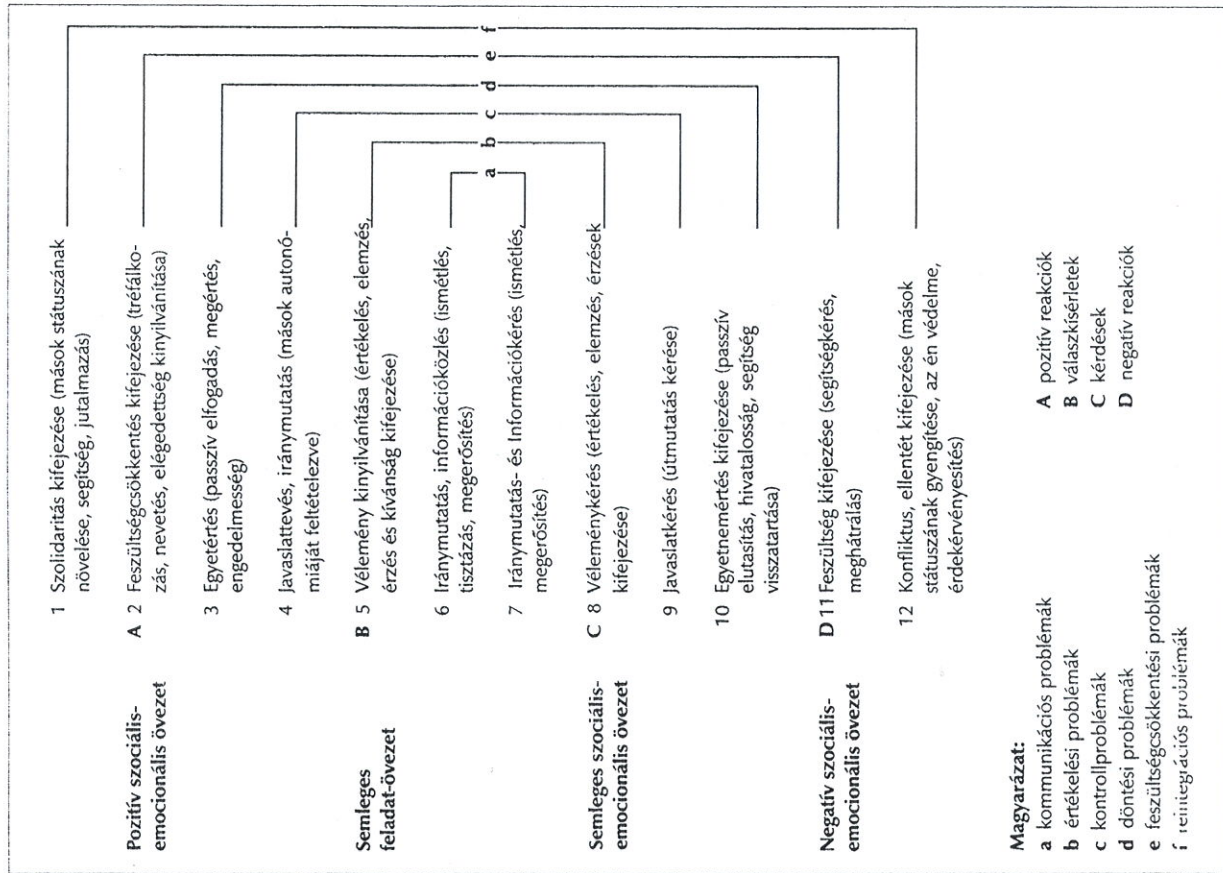 1 Szolidaritás kifejezése (mások státuszának
növelése, segítség, jutalmazás)
Pozitív szociális-
emocionális övezet
A 2 Feszültségcsökkentés kifejezése (tréfálko-
zás, nevetés, elégedettség kinyilvánítása)
3 Egyetértés (passzív elfogadás, megértés,
engedelmesség)
4 Javaslattevés, iránymutatás (mások autonó-
miáját feltételezve)
Semleges
feladat-övezet
B 5 Vélemény kinyilvánítása (értékelés, elemzés,
érzés és kívánság kifejezése)
6 Iránymutatás, információközlés (ismétlés,
tisztázás, megerősítés)
7 Iránymutatás- és Információkérés (ismétlés,
megerősítés)
Semleges szociális-
emocionális övezet
C 8 Véleménykérés (értékelés, elemzés, érzések
kifejezése)
9 Javaslatkérés (útmutatás kérése)
10 Egyetnemértés kifejezése (passzív
elutasítás, hivatalosság, segítség
visszatartása)
Negatív szociális-
emocionális övezet
D 11 Feszültség kifejezése (segítségkérés,
meghátrálás)
12 Konfliktus, ellentét kifejezése (mások
státuszának gyengítése, az én védelme,
érdekérvényesítés)
a b c d e f
Magyarázat:
a kommunikációs problémák
b értékelési problémák
c kontrollproblémák
d döntési problémák
e feszültségcsökkentési problémák
f reintegrációs problémák
A pozitív reakciók
B válaszkísérletek
C kérdések
D negatív reakciók